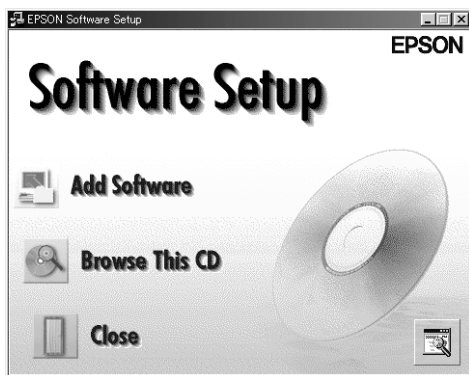 EPSON Software Setup
EPSON
Software Setup
Add Software
Browse This CD
Close